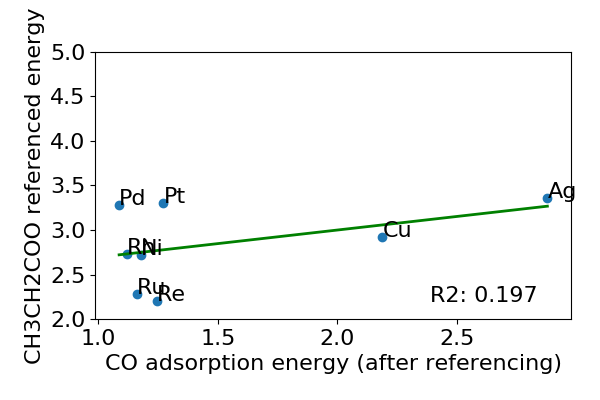 CH3CH2COO referenced energy
5.0
4.5
4.0
3.5
3.0
2.5
2.0
Pd
Pt
Ag
Cu
Rh
Ni
Ru
Re
R2: 0.197
1.0 1.5 2.0 2.5
CO adsorption energy (after referencing)